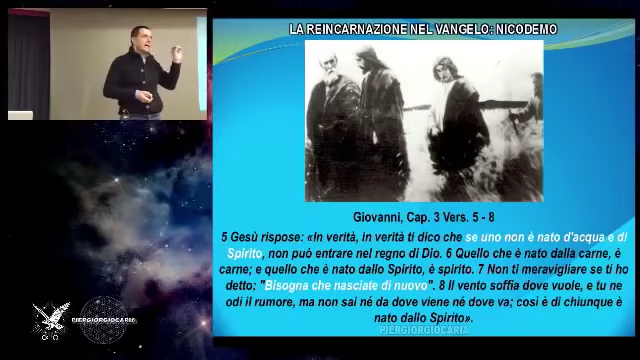 LA REINCARNAZIONE NEL VANGELO: NICODEMO
Giovanni, Cap. 3 Vers. 5 - 8
5 Gesù rispose: «In verità, in verità ti dico che se uno non è nato d'acqua e di
Spirito, non può entrare nel regno di Dio. 6 Quello che è nato dalla carne, è
carne; e quello che è nato dallo Spirito, è spirito. 7 Non ti meravigliare se ti ho
detto: "Bisogna che nasciate di nuovo". 8 Il vento soffia dove vuole, e tu ne
odi il rumore, ma non sai né da dove viene né dove va; così è di chiunque è
nato dallo Spirito».
PIERGIORGIOCARIA
PIERGIORGIOCARIA